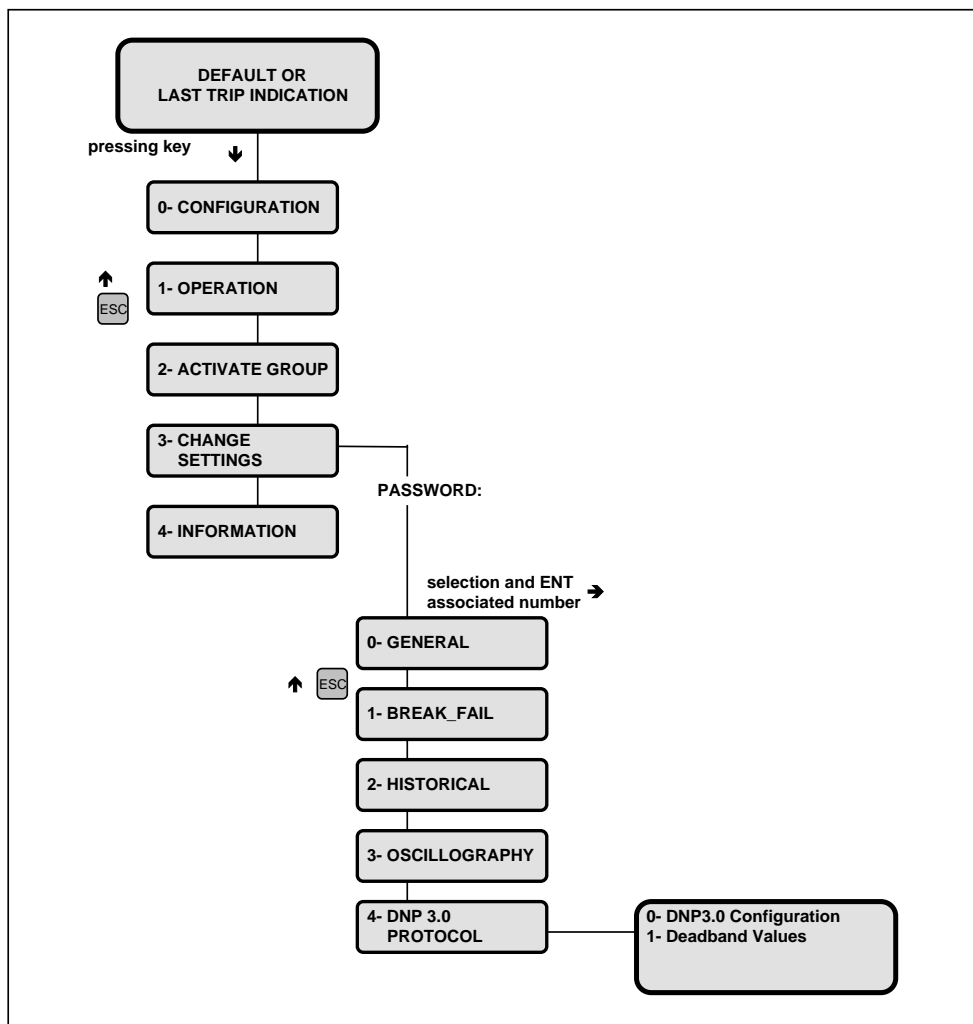 DEFAULT OR
LAST TRIP INDICATION
pressing key
0- CONFIGURATION
1- OPERATION
ESC
2- ACTIVATE GROUP
3- CHANGE
SETTINGS
PASSWORD:
4- INFORMATION
selection and ENT
associated number
0- GENERAL
ESC
1- BREAK_FAIL
2- HISTORICAL
3- OSCILLOGRAPHY
4- DNP 3.0
PROTOCOL
0- DNP3.0 Configuration
1- Deadband Values